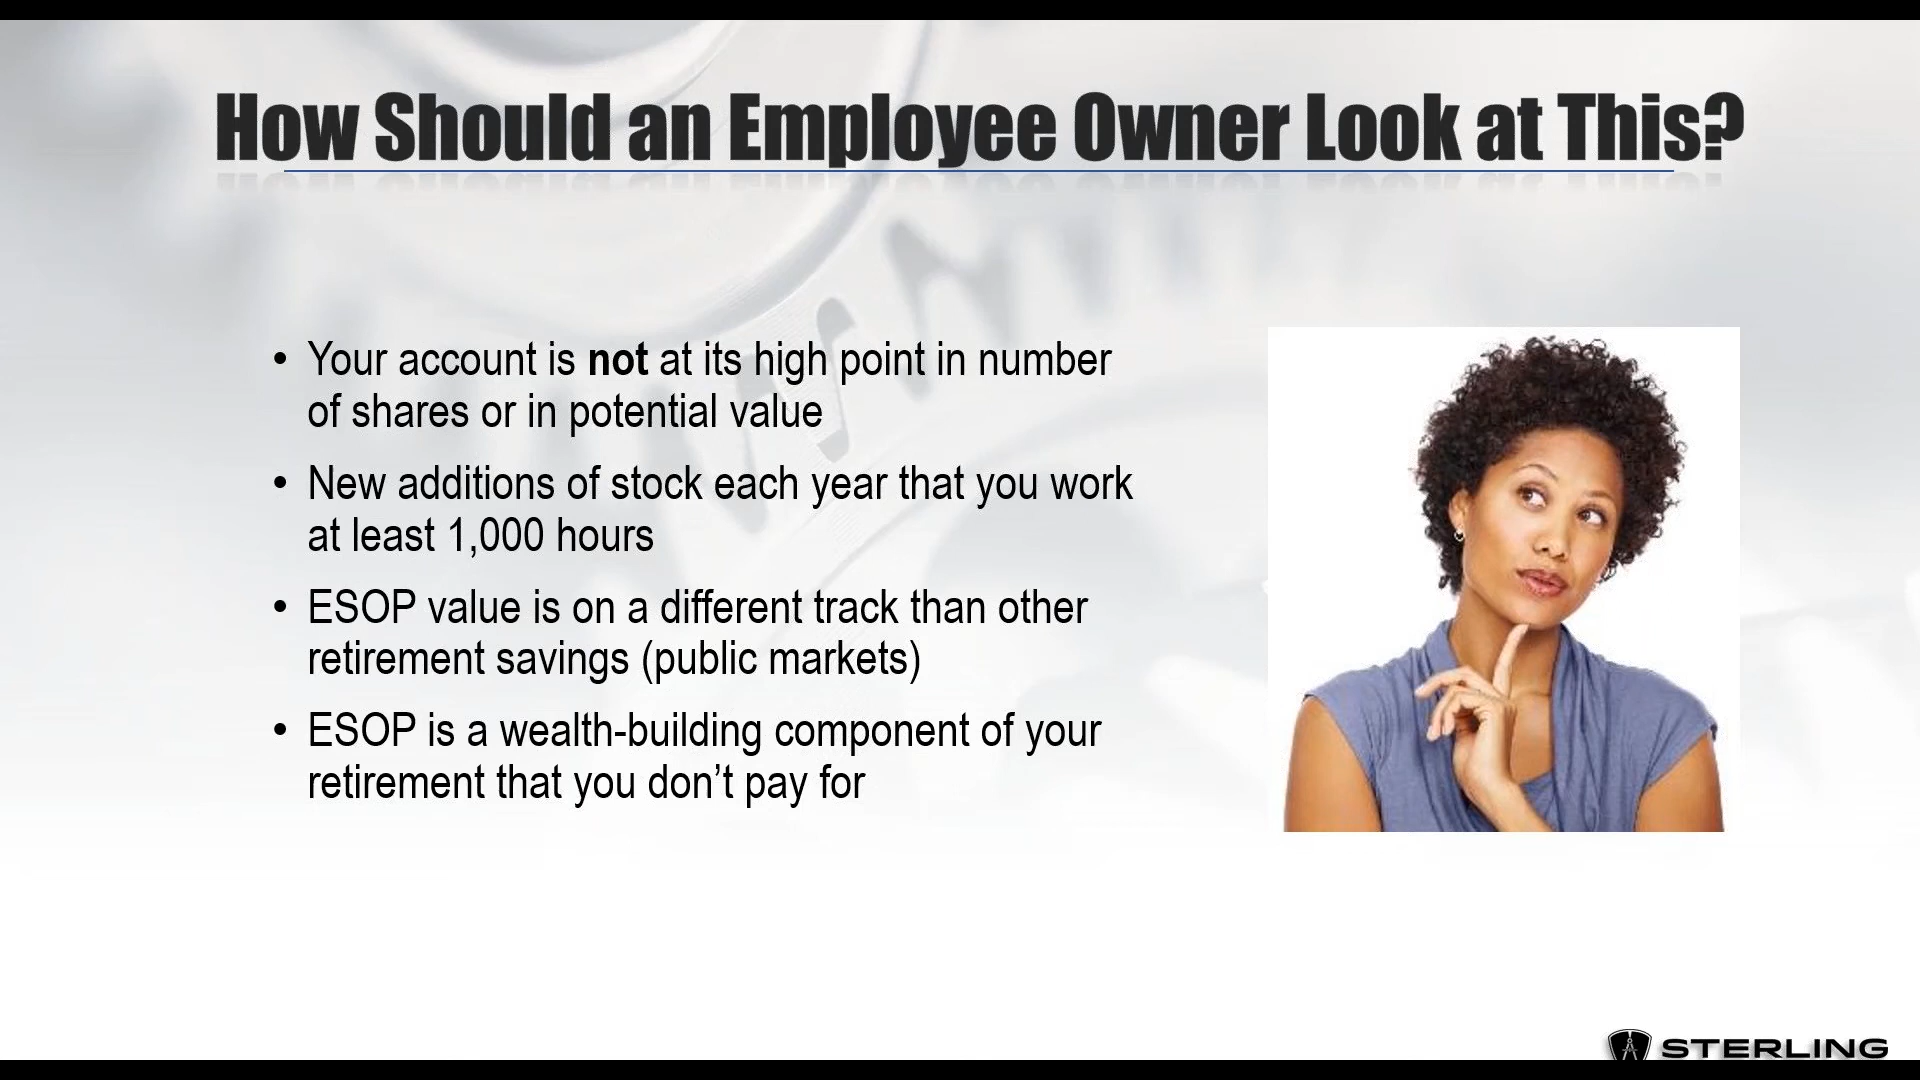 How Should an Employee Owner Look at This?
• Your account is not at its high point in number
of shares or in potential value
• New additions of stock each year that you work
at least 1,000 hours
• ESOP value is on a different track than other
retirement savings (public markets)
• ESOP is a wealth-building component of your
retirement that you don’t pay for
STERLING